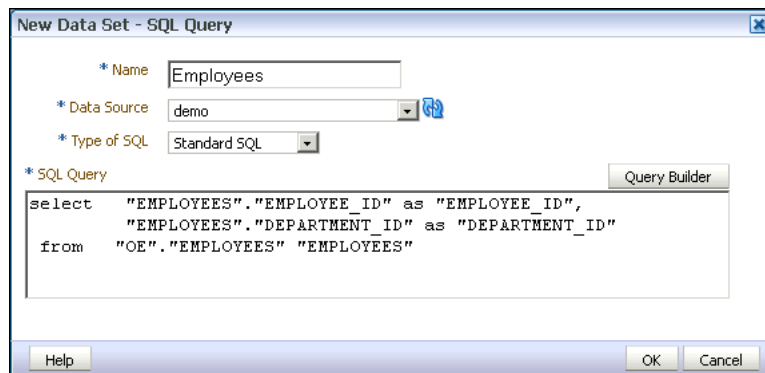 New Data Set - SQL Query
* Name Employees
* Data Source demo
* Type of SQL Standard SQL
* SQL Query Query Builder
select "EMPLOYEES"."EMPLOYEE_ID" as "EMPLOYEE_ID",
"EMPLOYEES"."DEPARTMENT_ID" as "DEPARTMENT_ID"
from "OE"."EMPLOYEES" "EMPLOYEES"
Help OK Cancel